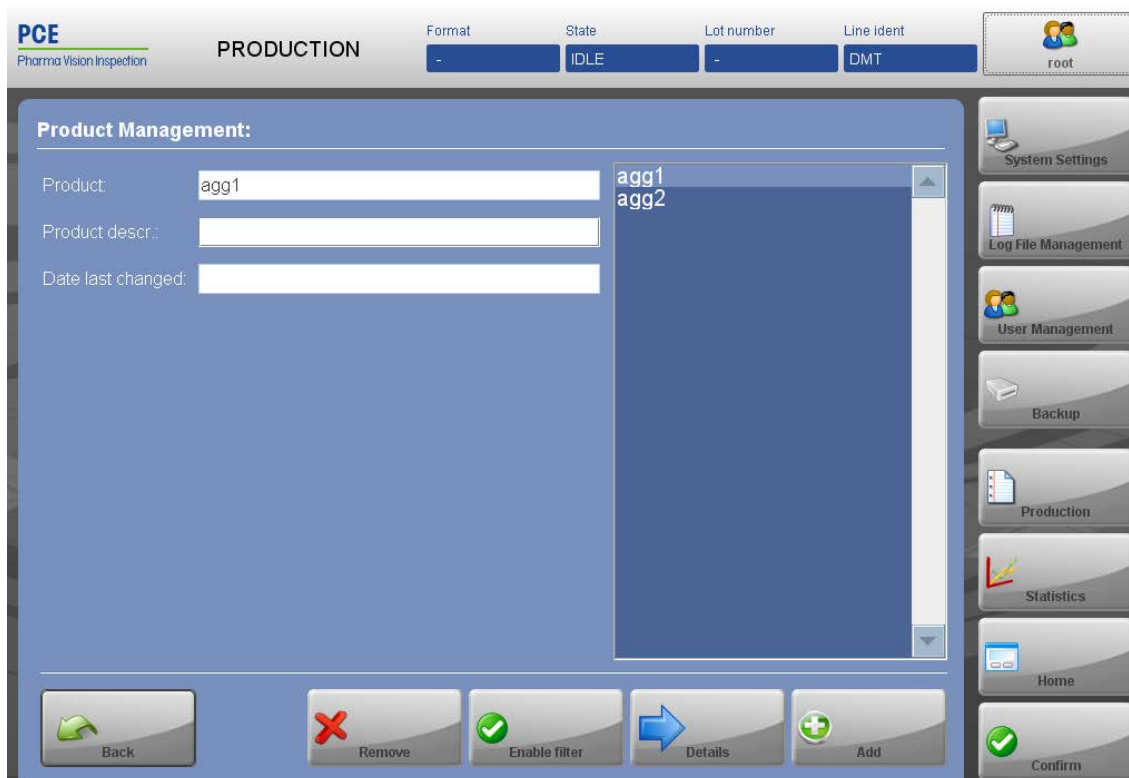 PCE
Pharma Vision Inspection
PRODUCTION
Format
-
State
IDLE
Lot number
-
Line ident
DMT
root
Product Management:
Product:
agg1
Product descr.:
Date last changed:
agg1
agg2
System Settings
Log File Management
User Management
Backup
Production
Statistics
Home
Confirm
Back
Remove
Enable filter
Details
Add